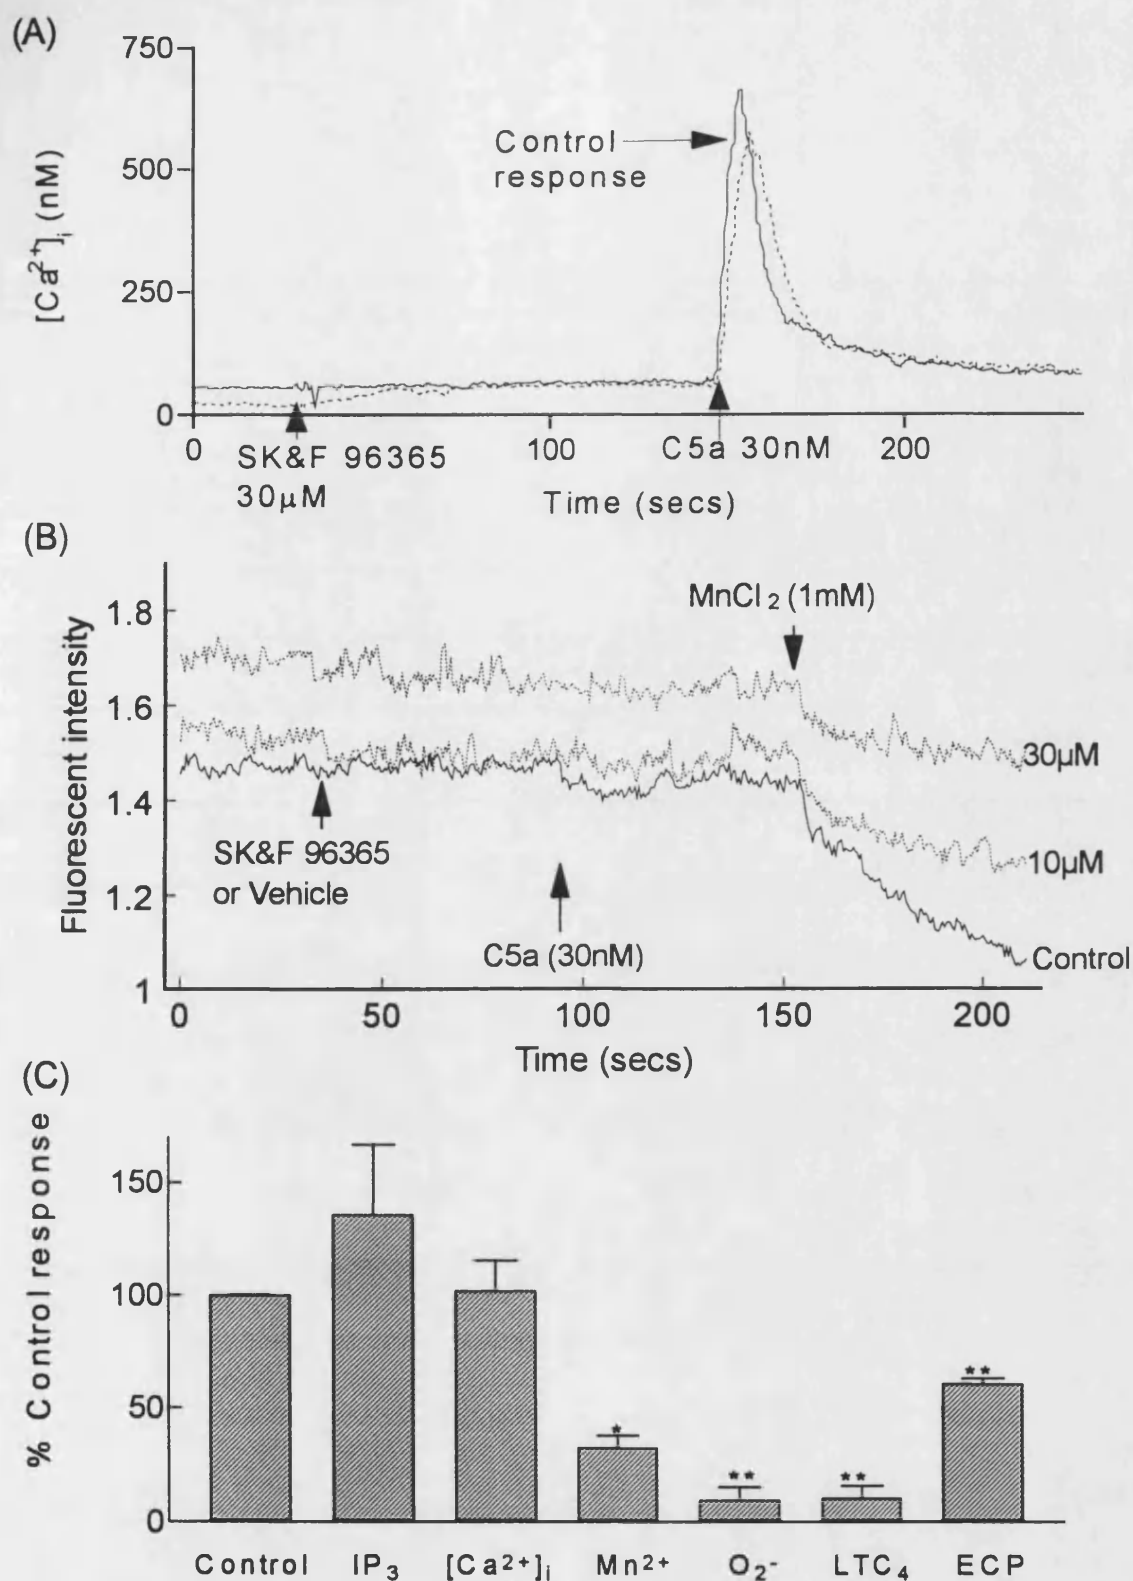 (A)
750
500
250
0
[Ca²⁺]ᵢ (nM)
Control
response
0
100
200
SK&F 96365
30µM
C5a 30nM
Time (secs)
(B)
1.8
1.6
1.4
1.2
1
Fluorescent intensity
MnCl₂ (1mM)
30µM
10µM
Control
SK&F 96365
or Vehicle
C5a (30nM)
0
50
100
150
200
Time (secs)
(C)
% Control response
150
100
50
0
*
**
**
**
Control
IP₃
[Ca²⁺]ᵢ
Mn²⁺
O₂⁻
LTC₄
ECP